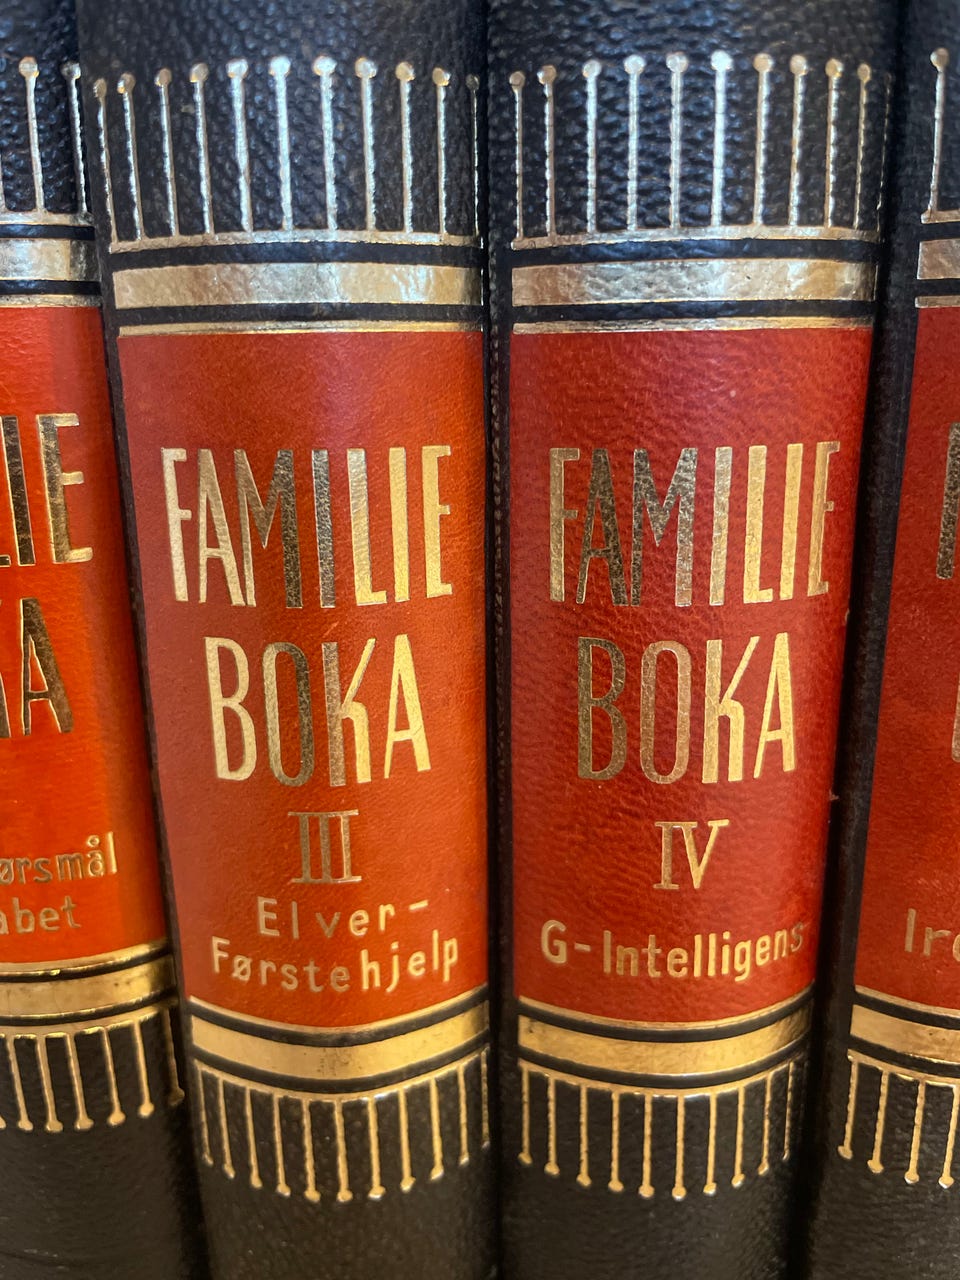 FAMILIE
BOKA
III
Elver-
Førstehjelp
FAMILIE
BOKA
IV
G-Intelligens